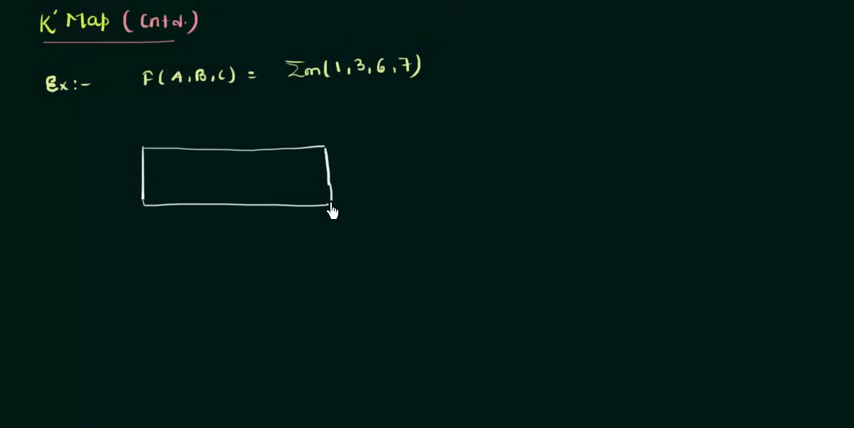 K' Map (Cntd.)
Ex:- F(A,B,C) = Σm(1,3,6,7)